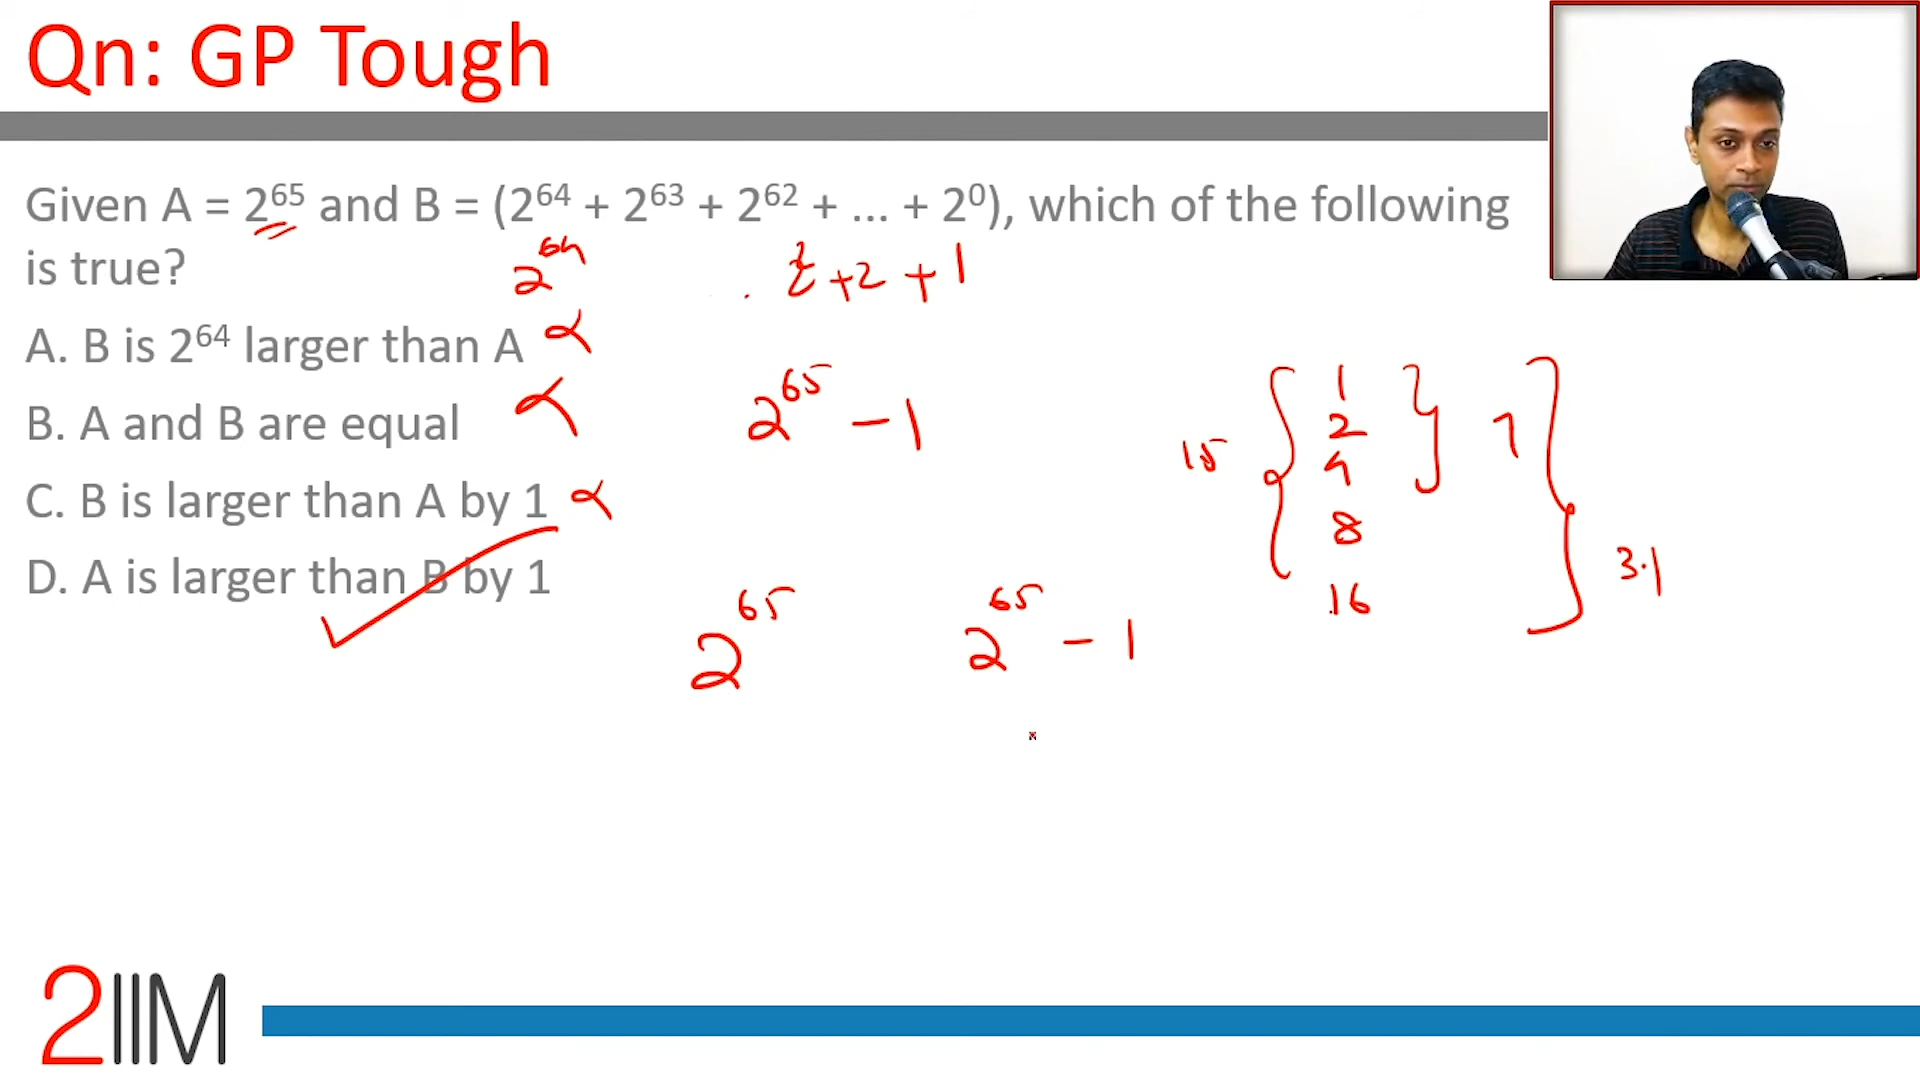 Qn: GP Tough
Given A = 2⁶⁵ and B = (2⁶⁴ + 2⁶³ + 2⁶² + ... + 2⁰), which of the following
is true?
2⁶⁴ . 2² + 2 + 1
A. B is 2⁶⁴ larger than A
B. A and B are equal
2⁶⁵ - 1
C. B is larger than A by 1
D. A is larger than B by 1
2⁶⁵ 2⁶⁵ - 1
1
2
4
8
16
15
7
31
2IIM